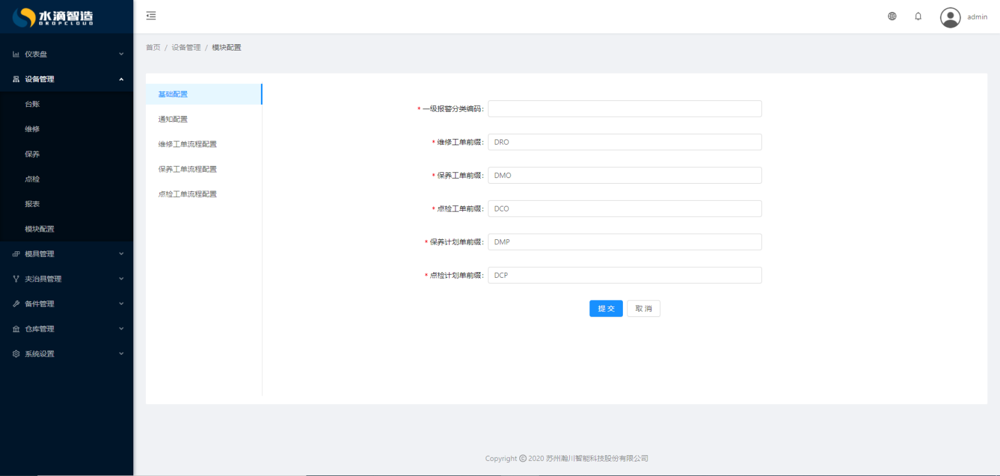 水滴智造
DROPCLOUD
admin
首页 / 设备管理 / 模块配置
仪表盘
设备管理
台账
维修
保养
点检
报表
模块配置
模具管理
夹治具管理
备件管理
仓库管理
系统设置
基础配置
通知配置
维修工单流程配置
保养工单流程配置
点检工单流程配置
* 一级报警分类编码:
* 维修工单前缀: DRO
* 保养工单前缀: DMO
* 点检工单前缀: DCO
* 保养计划单前缀: DMP
* 点检计划单前缀: DCP
提 交 取 消
Copyright © 2020 苏州瀚川智能科技股份有限公司